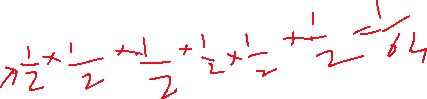 1/2 × 1/2 × 1/2 × 1/2 × 1/2 × 1/2 = 1/64